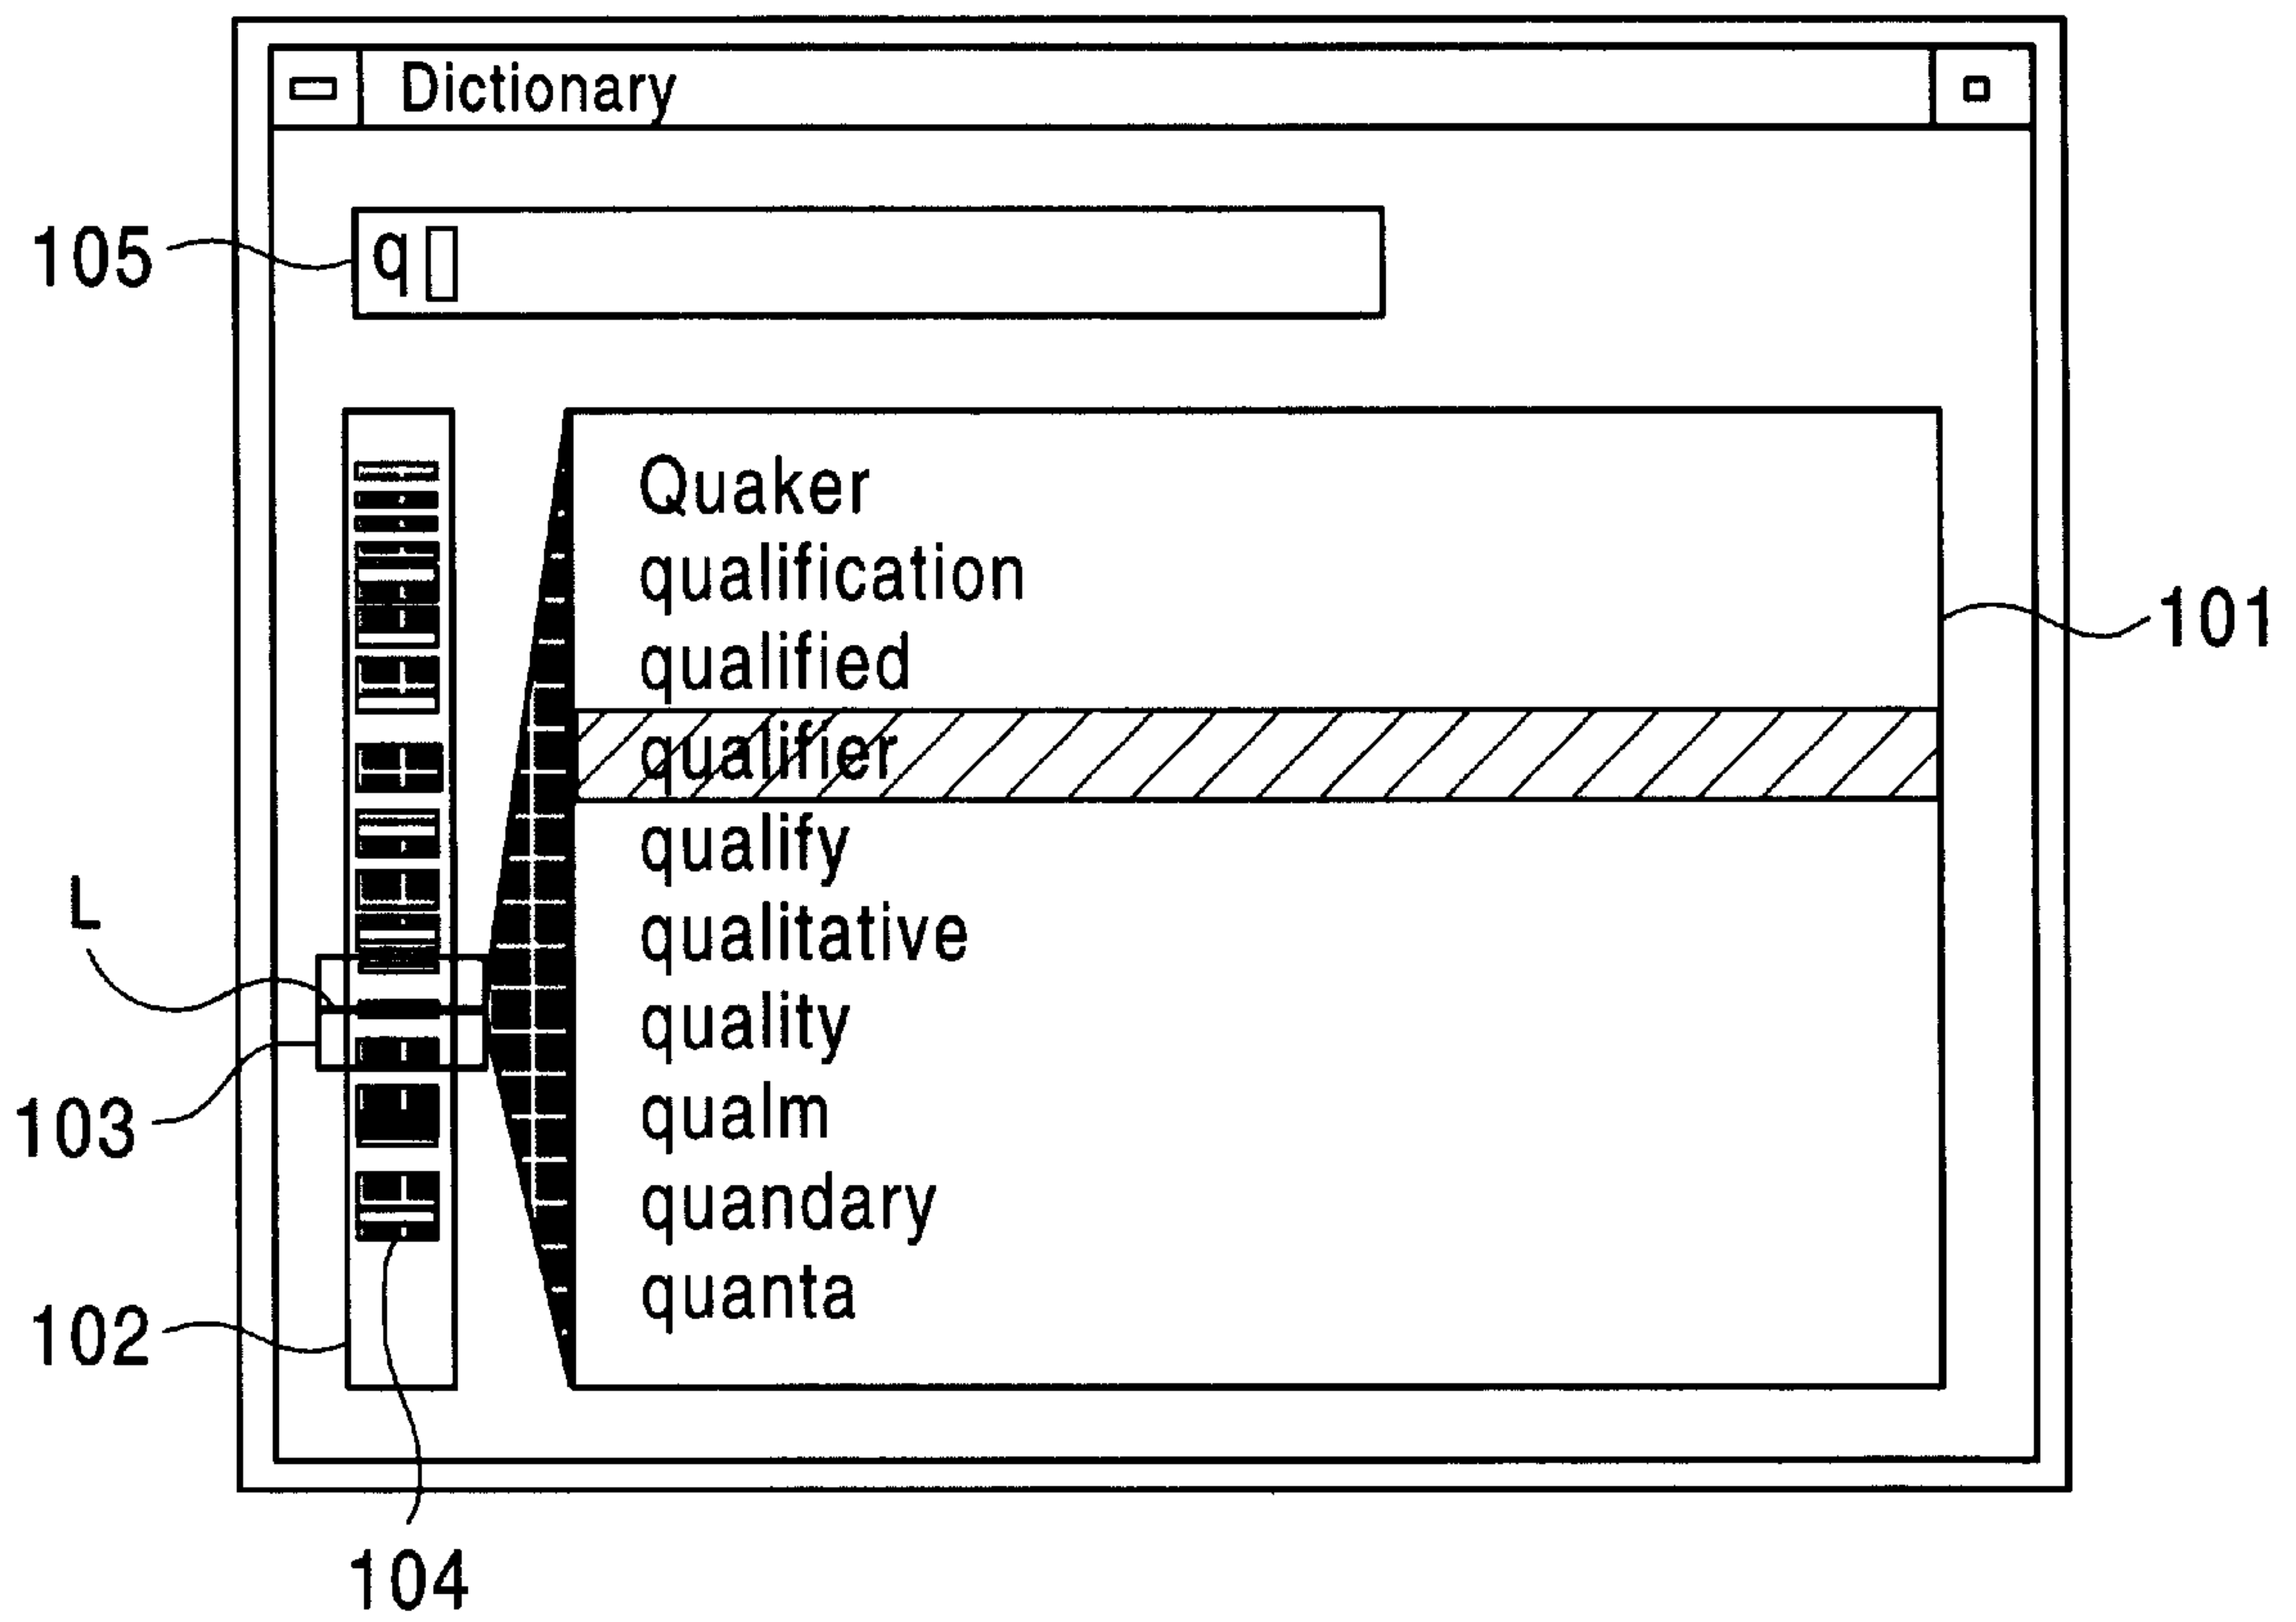 Dictionary
105
q
Quaker
qualification
qualified
101
qualifier
qualify
L
qualitative
quality
103
qualm
quandary
102
quanta
104